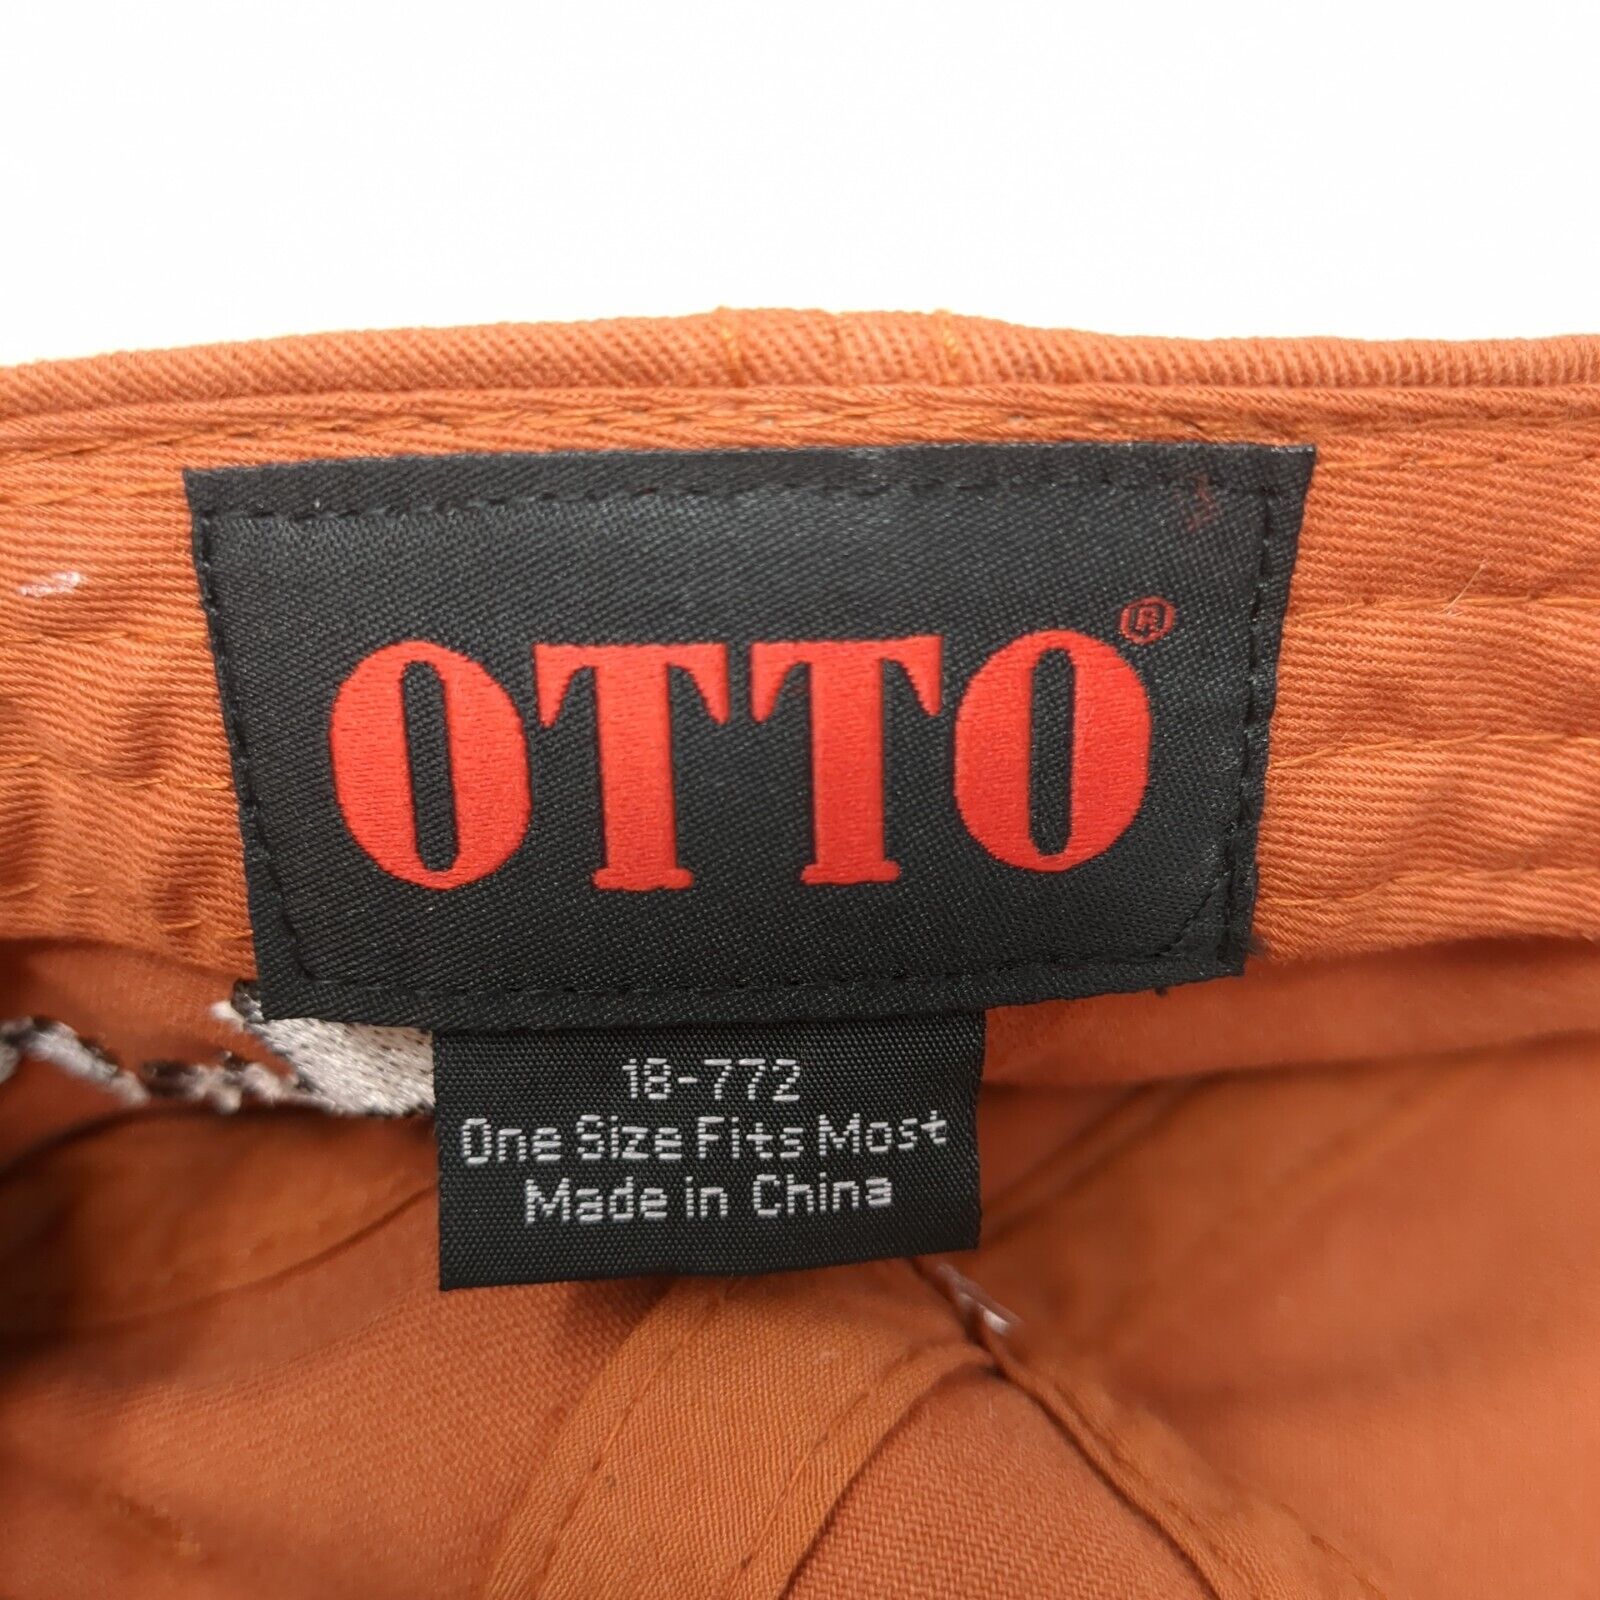 OTTO®
18-772
One Size Fits Most
Made in China